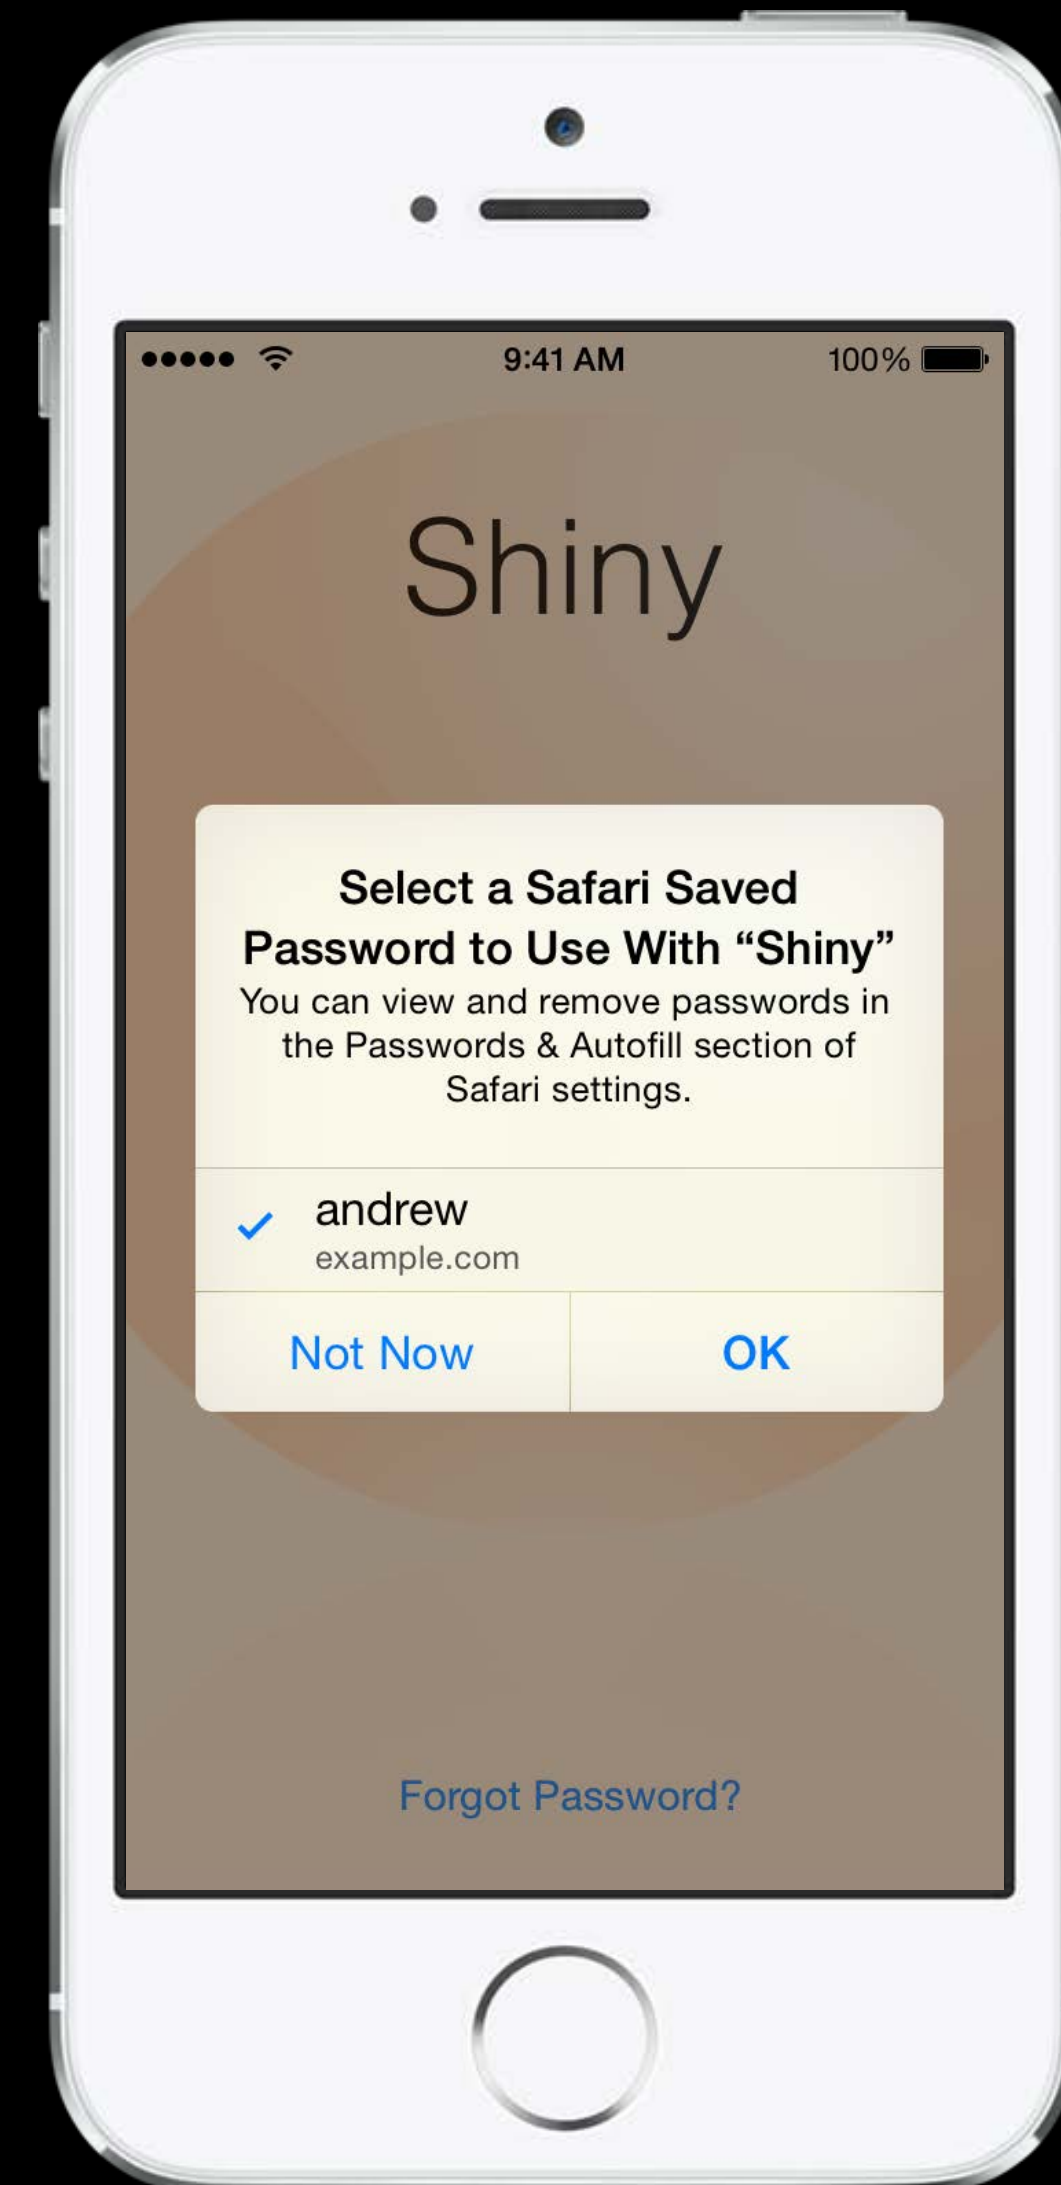 9:41 AM 100%
Shiny
Select a Safari Saved
Password to Use With “Shiny”
You can view and remove passwords in
the Passwords & Autofill section of
Safari settings.
andrew
example.com
Not Now OK
Forgot Password?